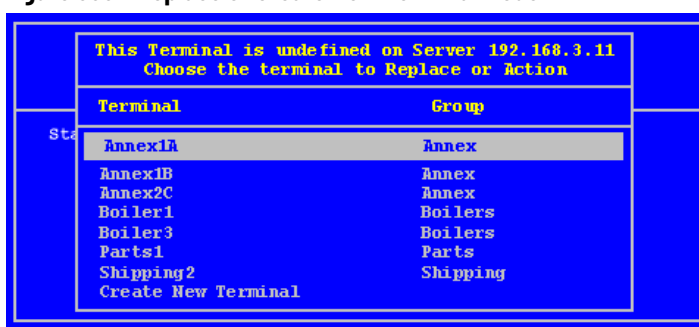 This Terminal is undefined on Server 192.168.3.11
Choose the terminal to Replace or Action
Terminal Group
Sta
Annex1A Annex
Annex1B Annex
Annex2C Annex
Boiler1 Boilers
Boiler3 Boilers
Parts1 Parts
Shipping2 Shipping
Create New Terminal